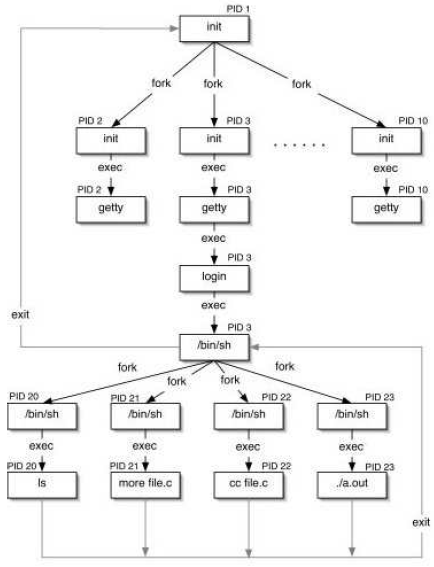 PID 1
init
fork
fork
fork
PID 2
PID 3
PID 10
init
init
......
init
exec
exec
exec
PID 2
PID 3
PID 10
getty
getty
getty
exec
PID 3
login
exec
exit
PID 3
/bin/sh
fork
fork
fork
fork
PID 20
PID 21
PID 22
PID 23
/bin/sh
/bin/sh
/bin/sh
/bin/sh
exec
exec
exec
exec
PID 20
PID 21
PID 22
PID 23
ls
more file.c
cc file.c
./a.out
exit